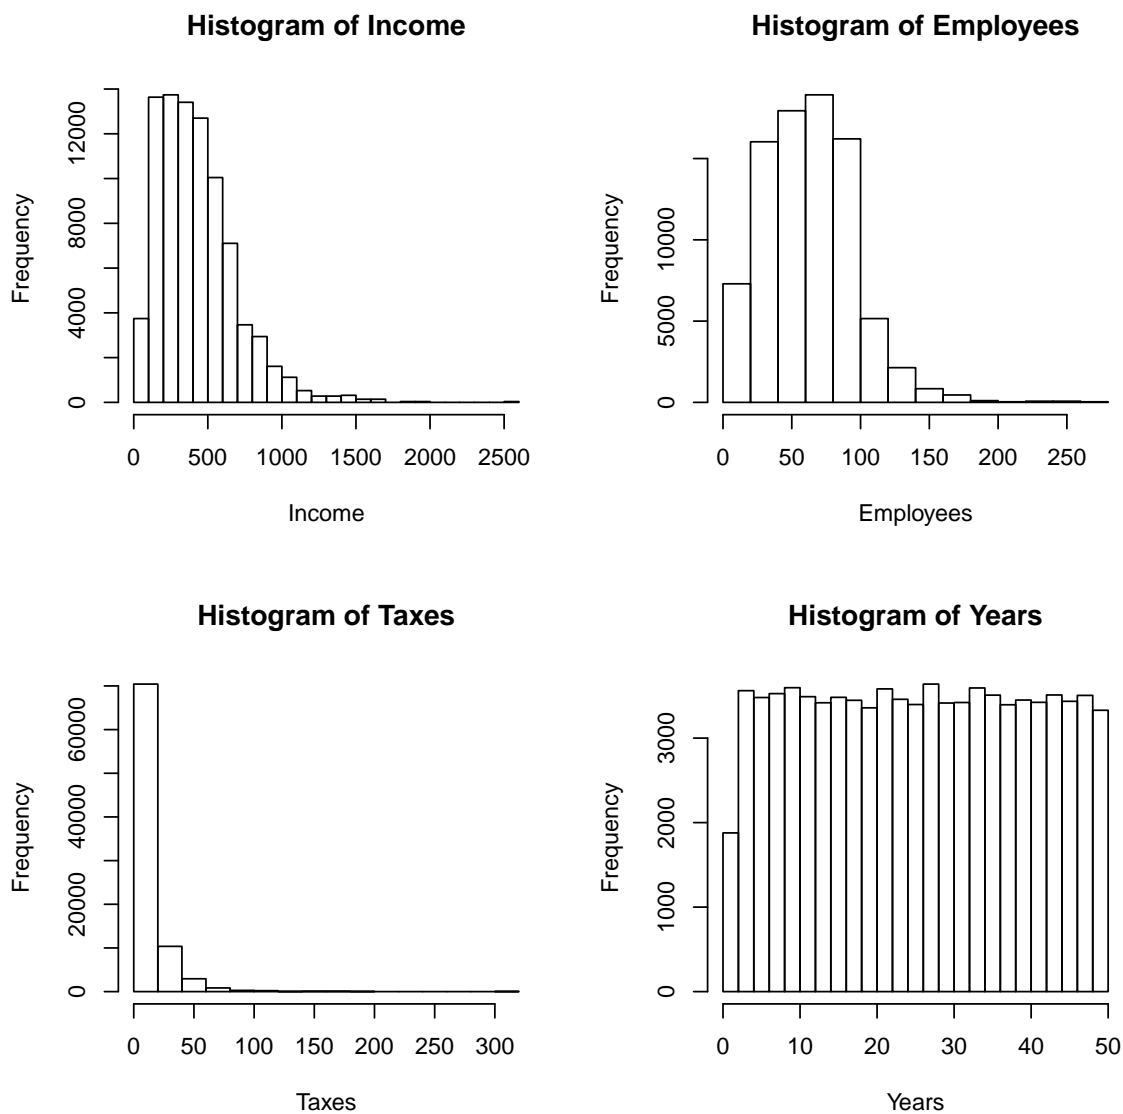 Histogram of Income
Frequency
0 4000 8000 12000
0 500 1000 1500 2000 2500
Income
Histogram of Employees
Frequency
0 5000 10000
0 50 100 150 200 250
Employees
Histogram of Taxes
Frequency
0 20000 40000 60000
0 50 100 150 200 250 300
Taxes
Histogram of Years
Frequency
0 1000 2000 3000
0 10 20 30 40 50
Years